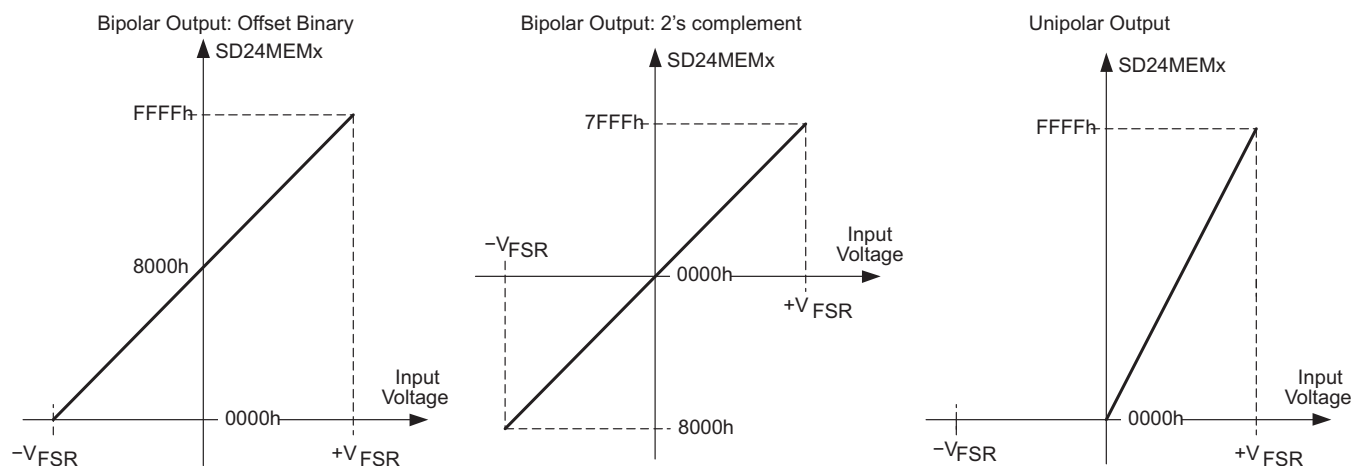 Bipolar Output: Offset Binary
SD24MEMx
FFFFh
8000h
Input
Voltage
0000h
−VFSR
+VFSR
Bipolar Output: 2's complement
SD24MEMx
7FFFh
−VFSR
Input
Voltage
0000h
+VFSR
8000h
Unipolar Output
SD24MEMx
FFFFh
Input
Voltage
0000h
−VFSR
+VFSR